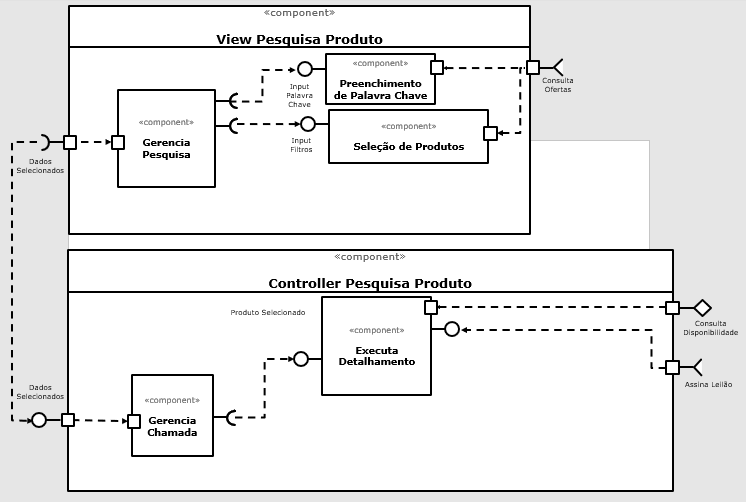 «component»
View Pesquisa Produto
«component»
Preenchimento
de Palavra Chave
Input
Palavra
Chave
Consulta
Ofertas
«component»
Gerencia
Pesquisa
«component»
Seleção de Produtos
Input
Filtros
Dados
Selecionados
«component»
Controller Pesquisa Produto
Produto Selecionado
«component»
Executa
Detalhamento
Consulta
Disponibilidade
Assina Leilão
Dados
Selecionados
«component»
Gerencia
Chamada